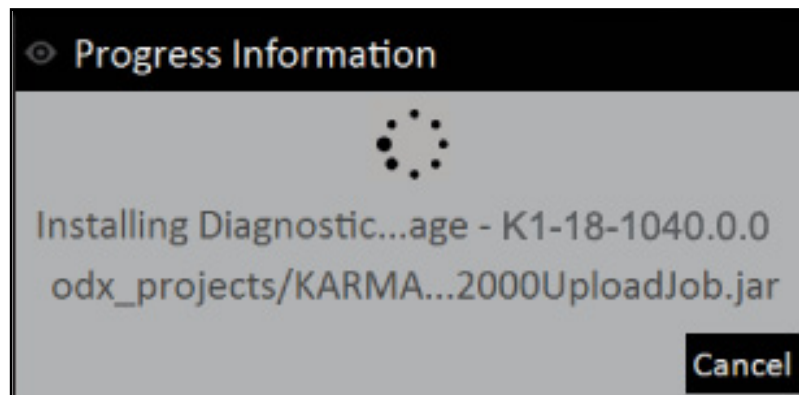 Progress Information
Installing Diagnostic...age - K1-18-1040.0.0
odx_projects/KARMA...2000UploadJob.jar
Cancel